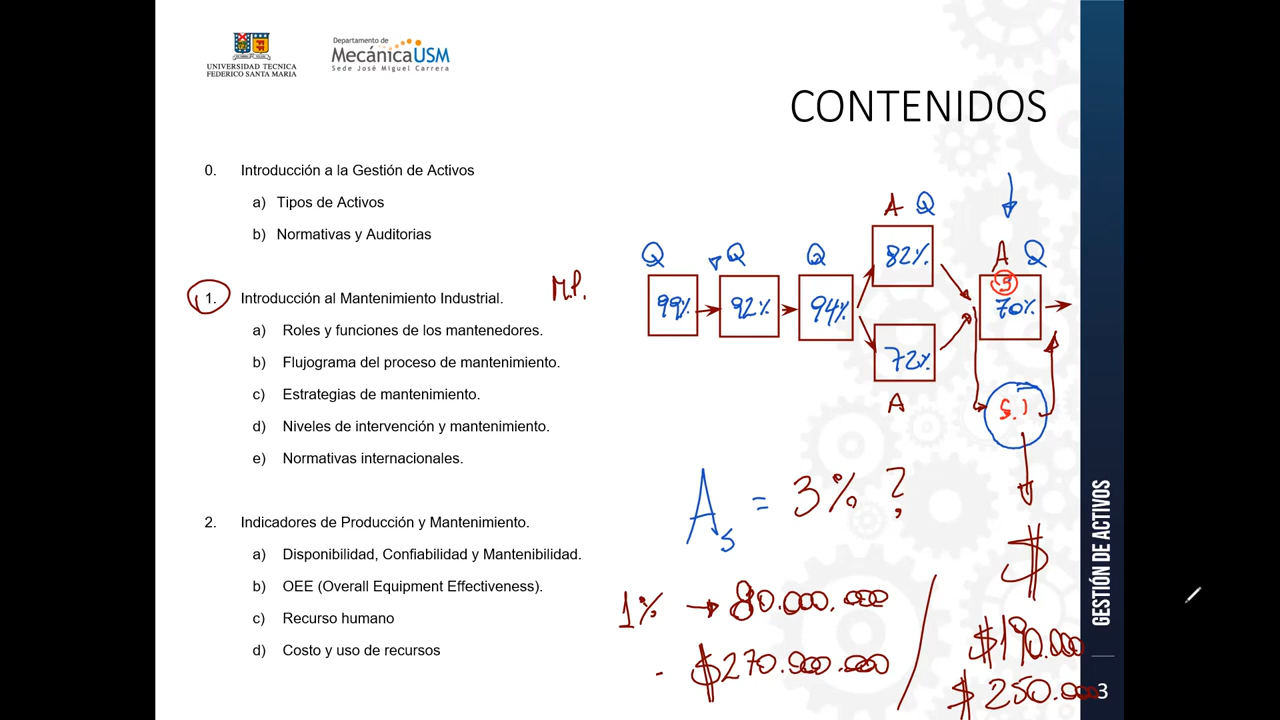 UNIVERSIDAD TECNICA
FEDERICO SANTA MARIA
Departamento de
MecánicaUSM
Sede José Miguel Carrera
CONTENIDOS
0. Introducción a la Gestión de Activos
a) Tipos de Activos
b) Normativas y Auditorias
1. Introducción al Mantenimiento Industrial.
M.P.
a) Roles y funciones de los mantenedores.
b) Flujograma del proceso de mantenimiento.
c) Estrategias de mantenimiento.
d) Niveles de intervención y mantenimiento.
e) Normativas internacionales.
2. Indicadores de Producción y Mantenimiento.
a) Disponibilidad, Confiabilidad y Mantenibilidad.
b) OEE (Overall Equipment Effectiveness).
c) Recurso humano
d) Costo y uso de recursos
A Q
82%
Q Q Q A Q
99% 92% 94% 70%
72%
A
As = 3% ?
$
1% → 80.000.000
$270.000.000
$190.000
$250.000
GESTIÓN DE ACTIVOS
3